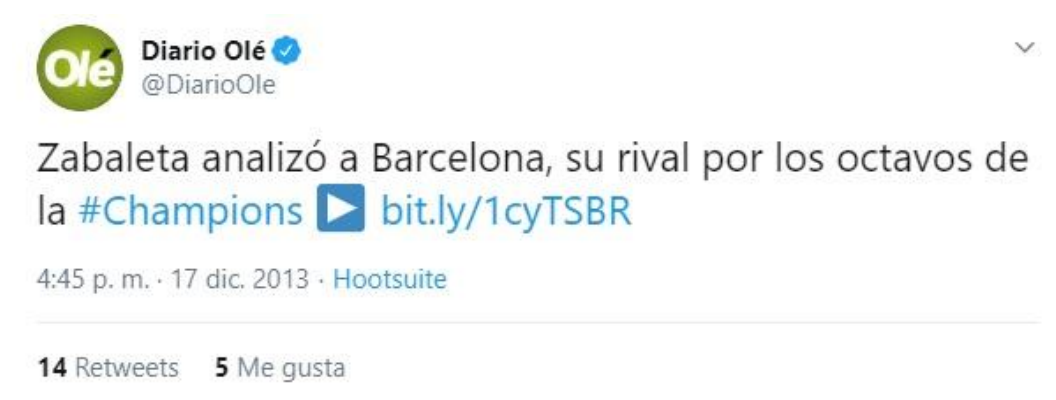 Olé
Diario Olé
@DiarioOle
Zabaleta analizó a Barcelona, su rival por los octavos de
la #Champions ▶ bit.ly/1cyTSBR
4:45 p. m. · 17 dic. 2013 · Hootsuite
14 Retweets 5 Me gusta